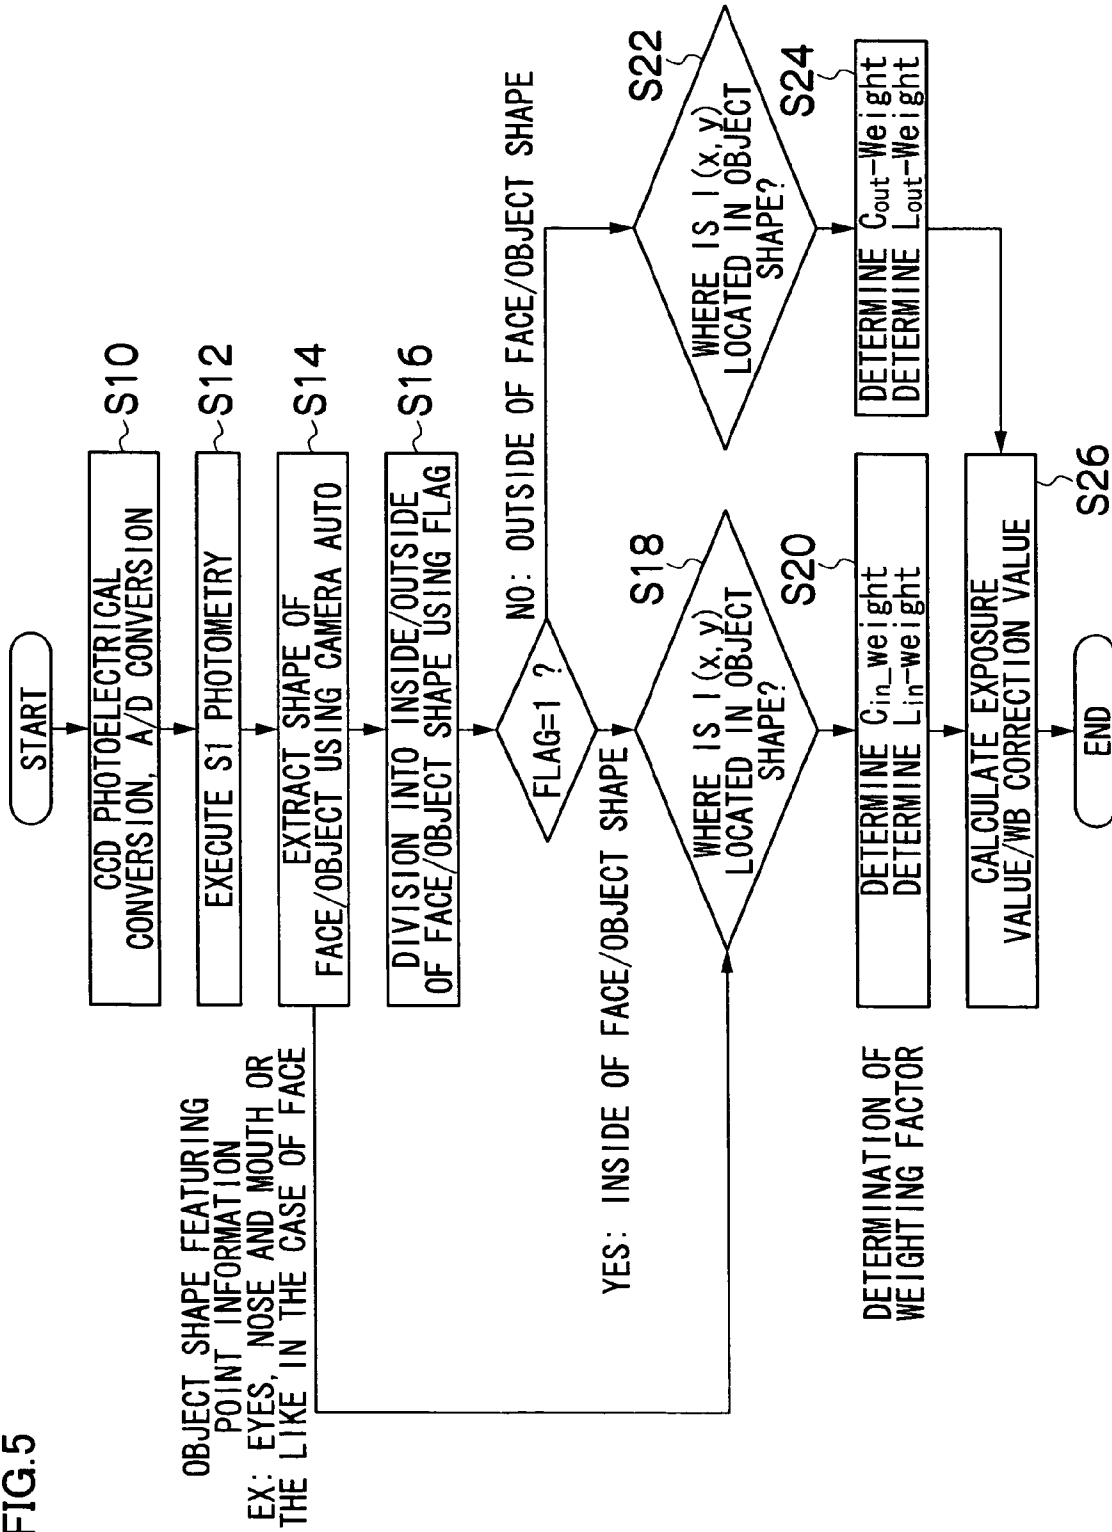 FIG.5
START
CCD PHOTOELECTRICAL
CONVERSION, A/D CONVERSION
S10
EXECUTE S1 PHOTOMETRY
S12
EXTRACT SHAPE OF
FACE/OBJECT USING CAMERA AUTO
S14
OBJECT SHAPE FEATURING
POINT INFORMATION
EX: EYES, NOSE AND MOUTH OR
THE LIKE IN THE CASE OF FACE
DIVISION INTO INSIDE/OUTSIDE
OF FACE/OBJECT SHAPE USING FLAG
S16
FLAG=1 ?
NO: OUTSIDE OF FACE/OBJECT SHAPE
YES: INSIDE OF FACE/OBJECT SHAPE
WHERE IS I(x, y)
LOCATED IN OBJECT
SHAPE?
S18
WHERE IS I(x, y)
LOCATED IN OBJECT
SHAPE?
S22
DETERMINATION OF
WEIGHTING FACTOR
DETERMINE Cin_weight
DETERMINE Lin-weight
S20
DETERMINE Cout-Weight
DETERMINE Lout-Weight
S24
CALCULATE EXPOSURE
VALUE/WB CORRECTION VALUE
S26
END